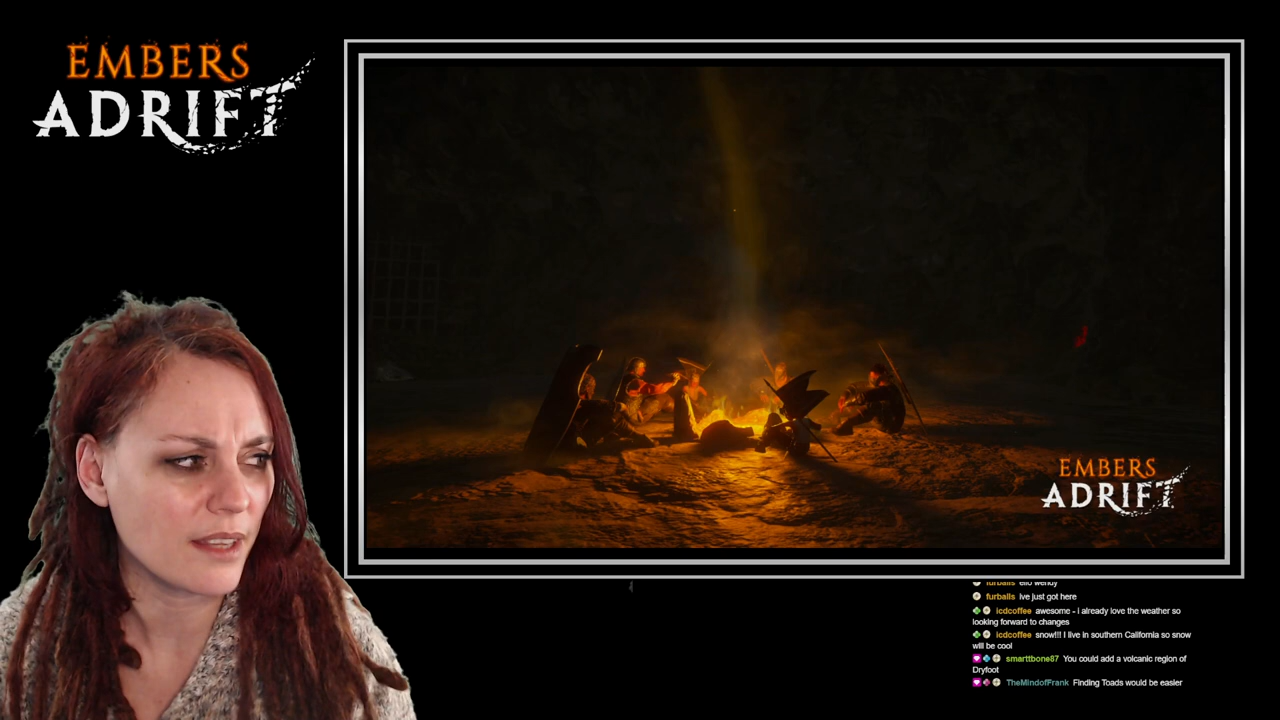 EMBERS
ADRIFT
EMBERS
ADRIFT
furballs ello wendy
furballs Ive just got here
icdcoffee awesome - i already love the weather so
looking forward to changes
icdcoffee snow!!! I live in southern California so snow
will be cool
smarttbone87 You could add a volcanic region of
Dryfoot
TheMindofFrank Finding Toads would be easier